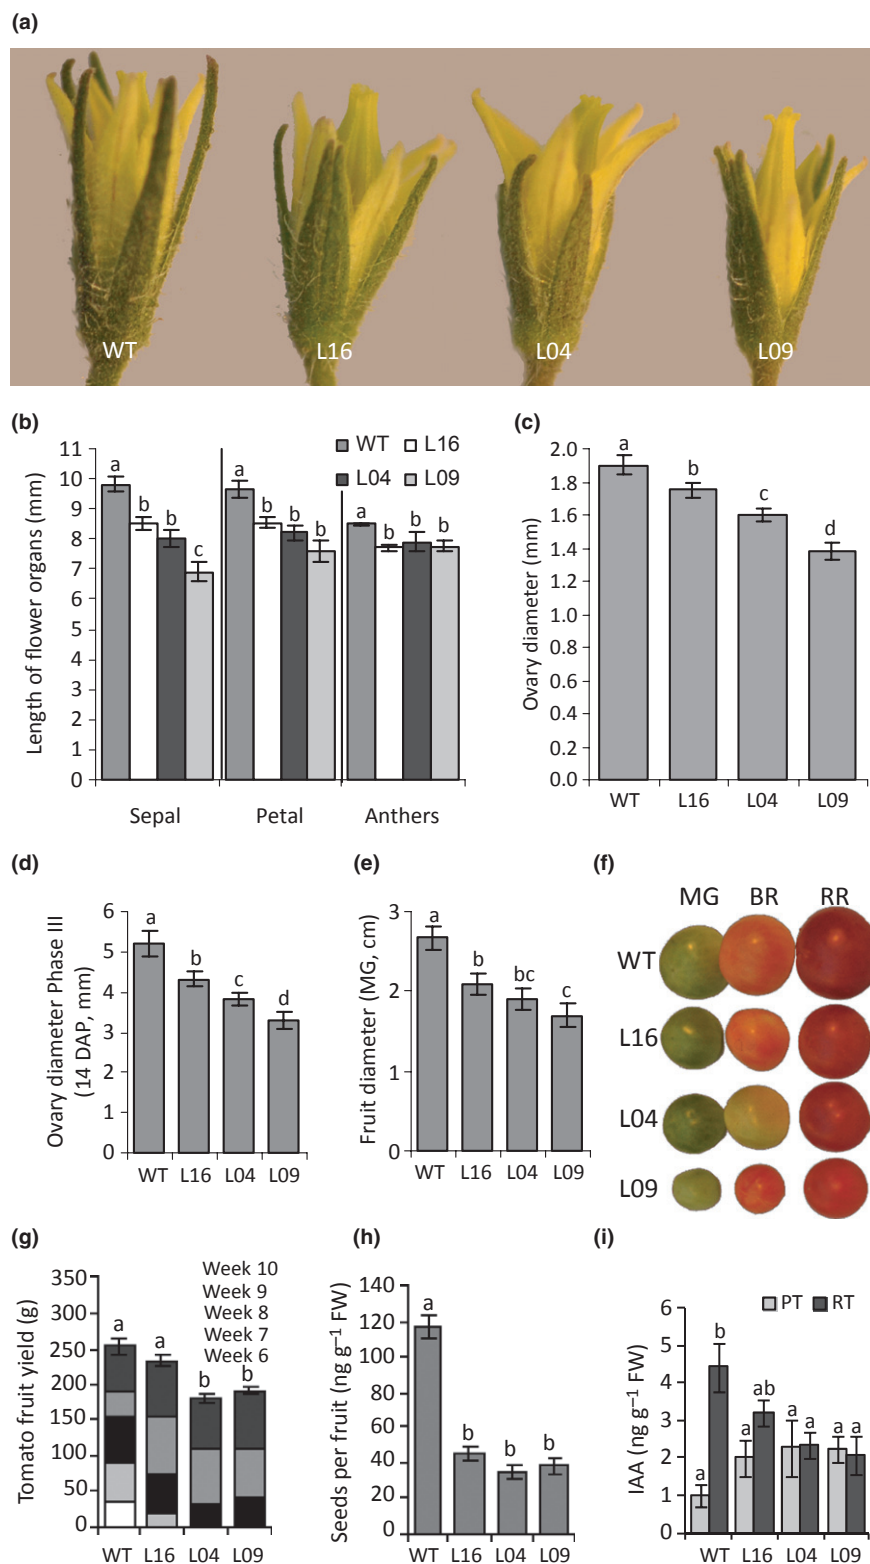 (a)
WT L16 L04 L09
(b)
Length of flower organs (mm)
11
10
9
8
7
6
5
4
3
2
1
0
WT L16
L04 L09
a b b c a b b b a b b b
Sepal Petal Anthers
(c)
Ovary diameter (mm)
2.0
1.8
1.6
1.4
1.2
1.0
0.8
0.6
0.4
0.2
0.0
a b c d
WT L16 L04 L09
(d)
Ovary diameter Phase III
(14 DAP, mm)
6
5
4
3
2
1
0
a b c d
WT L16 L04 L09
(e)
Fruit diameter (MG, cm)
3
2
1
0
a b bc c
WT L16 L04 L09
(f)
MG BR RR
WT
L16
L04
L09
(g)
Tomato fruit yield (g)
350
300
250
200
150
100
50
0
Week 10
Week 9
Week 8
Week 7
Week 6
a a b b
WT L16 L04 L09
(h)
Seeds per fruit (ng g⁻¹ FW)
140
120
100
80
60
40
20
0
a b b b
WT L16 L04 L09
(i)
IAA (ng g⁻¹ FW)
6
5
4
3
2
1
0
PT RT
a b a ab a a a a
WT L16 L04 L09